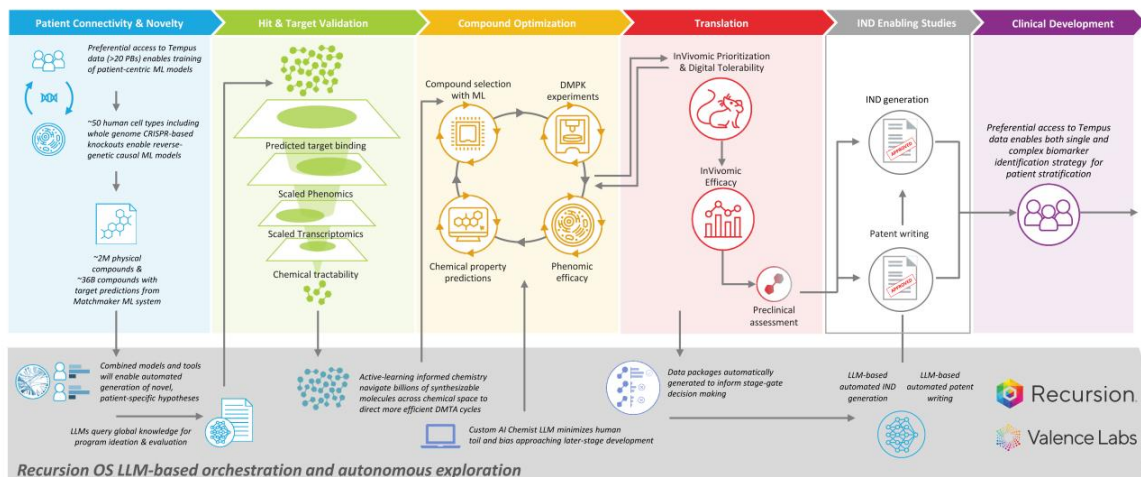 Patient Connectivity & Novelty
Hit & Target Validation
Compound Optimization
Translation
IND Enabling Studies
Clinical Development
Preferential access to Tempus
data (>20 PBs) enables training
of patient-centric ML models
~50 human cell types including
whole genome CRISPR-based
knockouts enable reverse-
genetic causal ML models
~2M physical
compounds &
~36B compounds with
target predictions from
Matchmaker ML system
Predicted target binding
Scaled Phenomics
Scaled Transcriptomics
Chemical tractability
Compound selection
with ML
DMPK
experiments
Chemical property
predictions
Phenomic
efficacy
InVivomic Prioritization
& Digital Tolerability
InVivomic
Efficacy
Preclinical
assessment
IND generation
APPROVED
Patent writing
APPROVED
Preferential access to Tempus
data enables both single and
complex biomarker
identification strategy for
patient stratification
Combined models and tools
will enable automated
generation of novel,
patient-specific hypotheses
LLMs query global knowledge for
program ideation & evaluation
Active-learning informed chemistry
navigate billions of synthesizable
molecules across chemical space to
direct more efficient DMTA cycles
Custom AI Chemist LLM minimizes human
toil and bias approaching later-stage development
Data packages automatically
generated to inform stage-gate
decision making
LLM-based
automated IND
generation
LLM-based
automated patent
writing
Recursion
Valence Labs
Recursion OS LLM-based orchestration and autonomous exploration